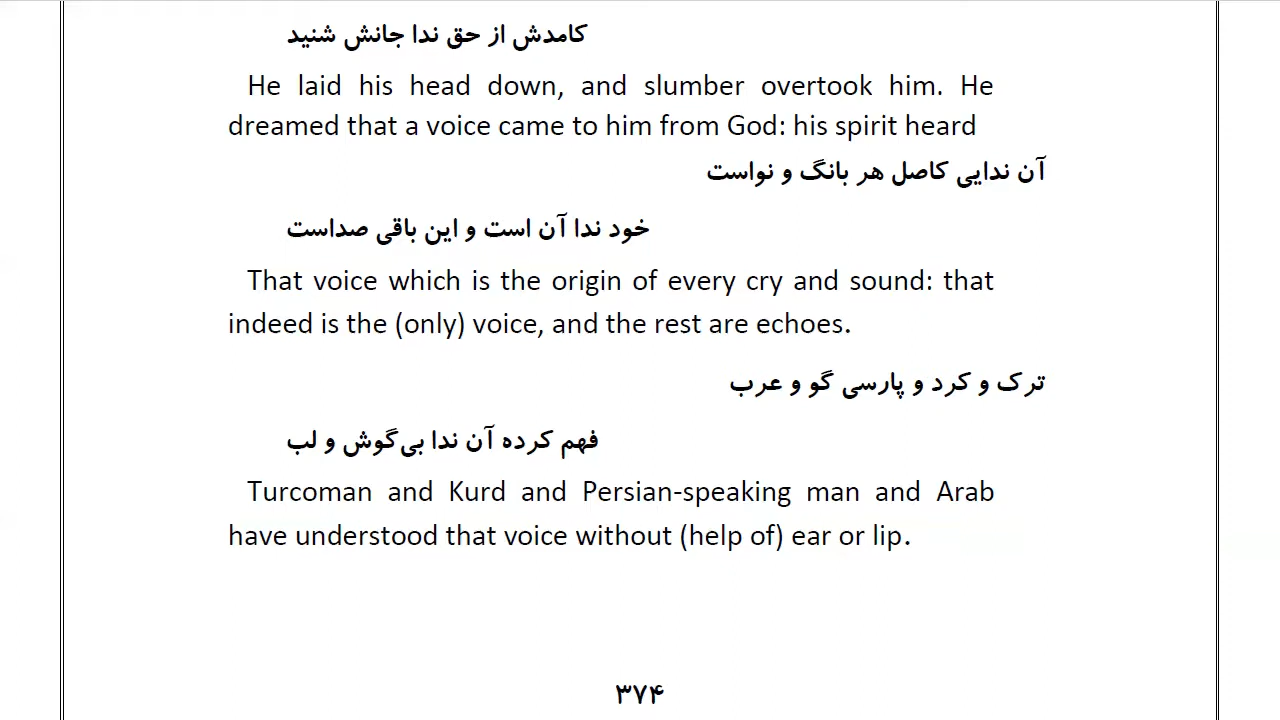 کامدش از حق ندا جانش شنید
He laid his head down, and slumber overtook him. He
dreamed that a voice came to him from God: his spirit heard
آن ندایی کاصل هر بانگ و نواست
خود ندا آن است و این باقی صداست
That voice which is the origin of every cry and sound: that
indeed is the (only) voice, and the rest are echoes.
ترک و کرد و پارسی گو و عرب
فهم کرده آن ندا بی‌گوش و لب
Turcoman and Kurd and Persian-speaking man and Arab
have understood that voice without (help of) ear or lip.
۳۷۴